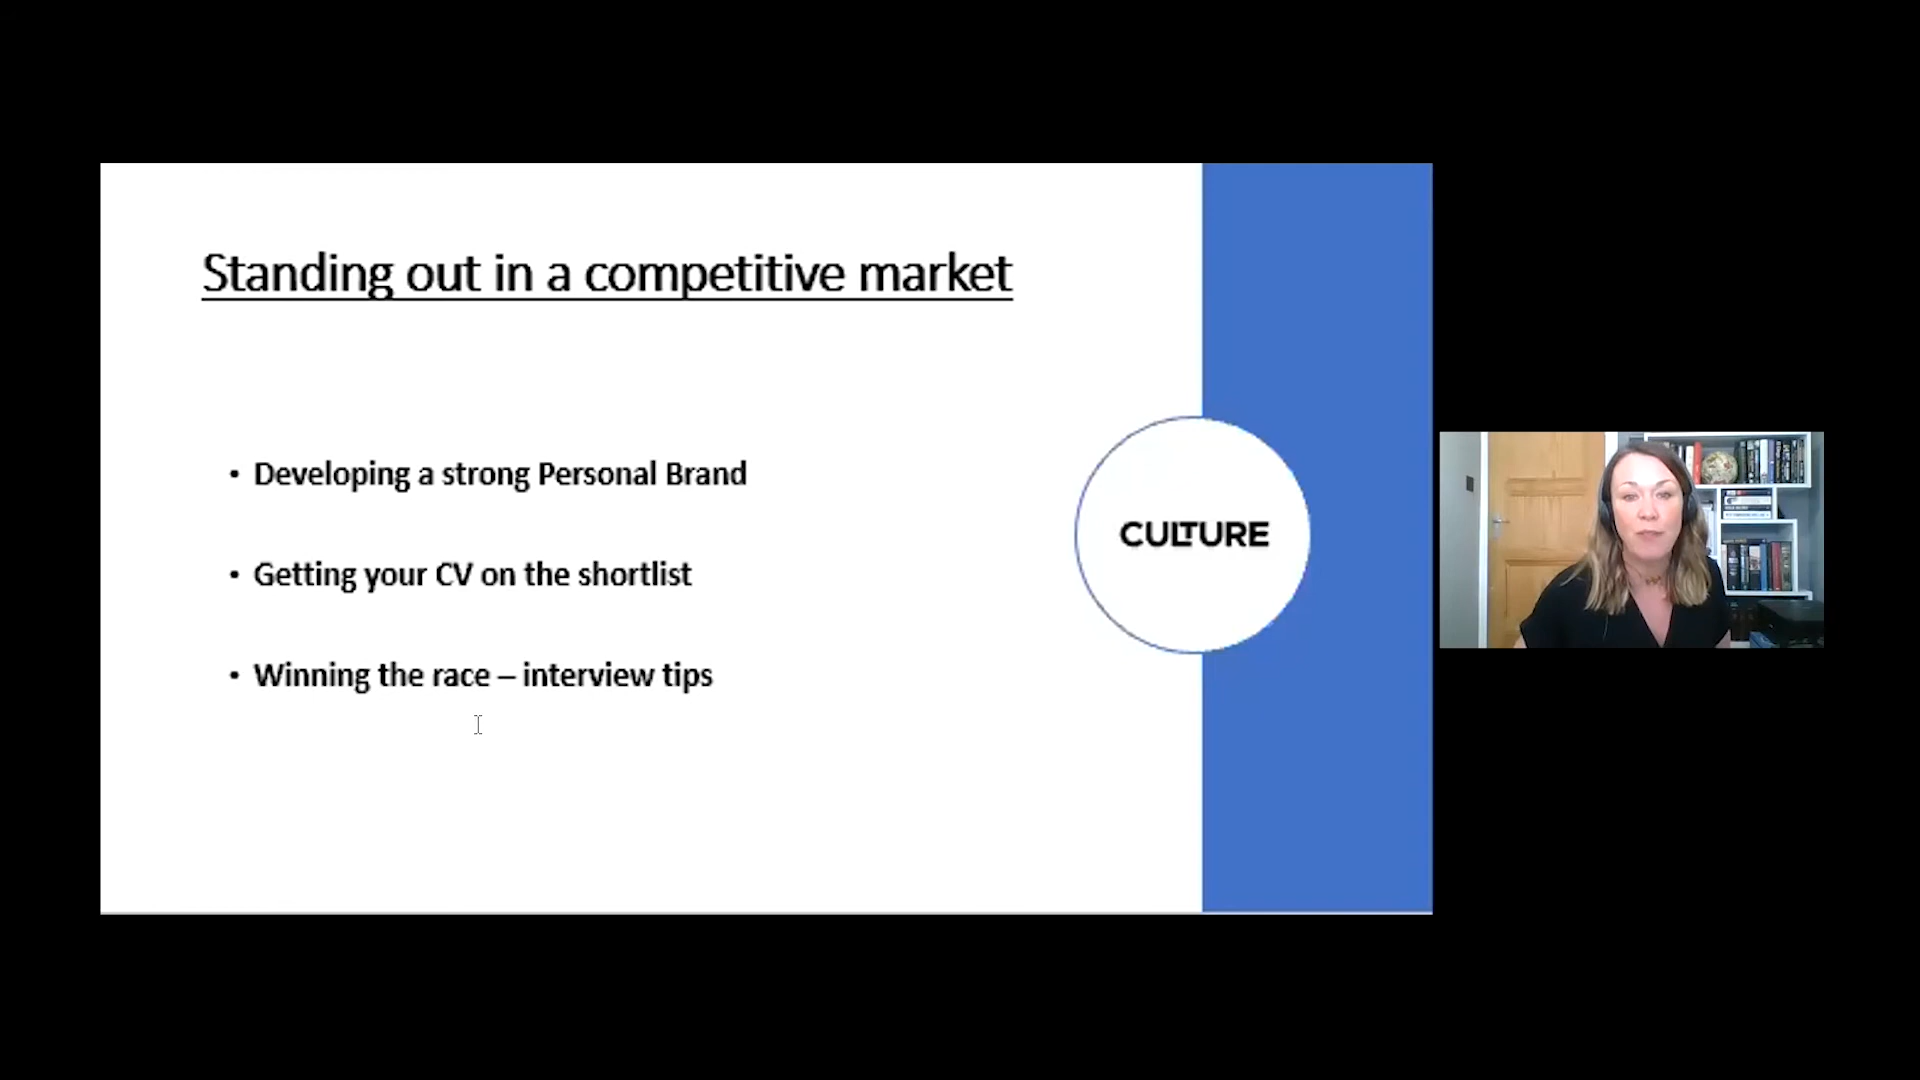 Standing out in a competitive market
• Developing a strong Personal Brand
• Getting your CV on the shortlist
• Winning the race – interview tips
CULTURE